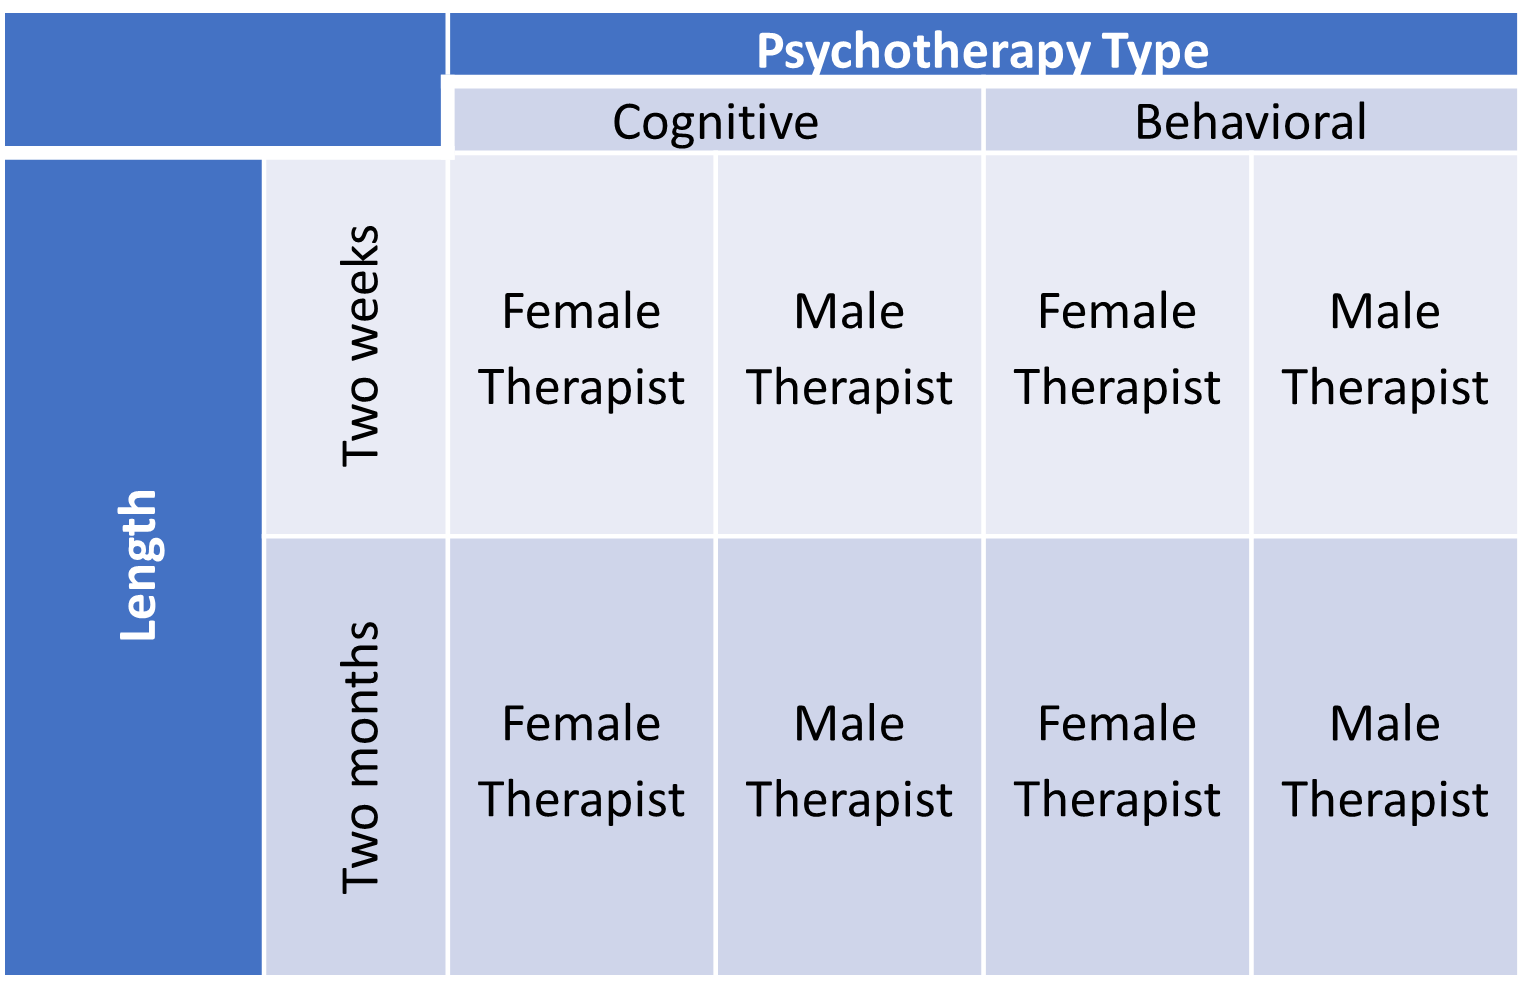 Psychotherapy Type
Cognitive
Behavioral
Length
Two weeks
Female
Therapist
Male
Therapist
Female
Therapist
Male
Therapist
Two months
Female
Therapist
Male
Therapist
Female
Therapist
Male
Therapist